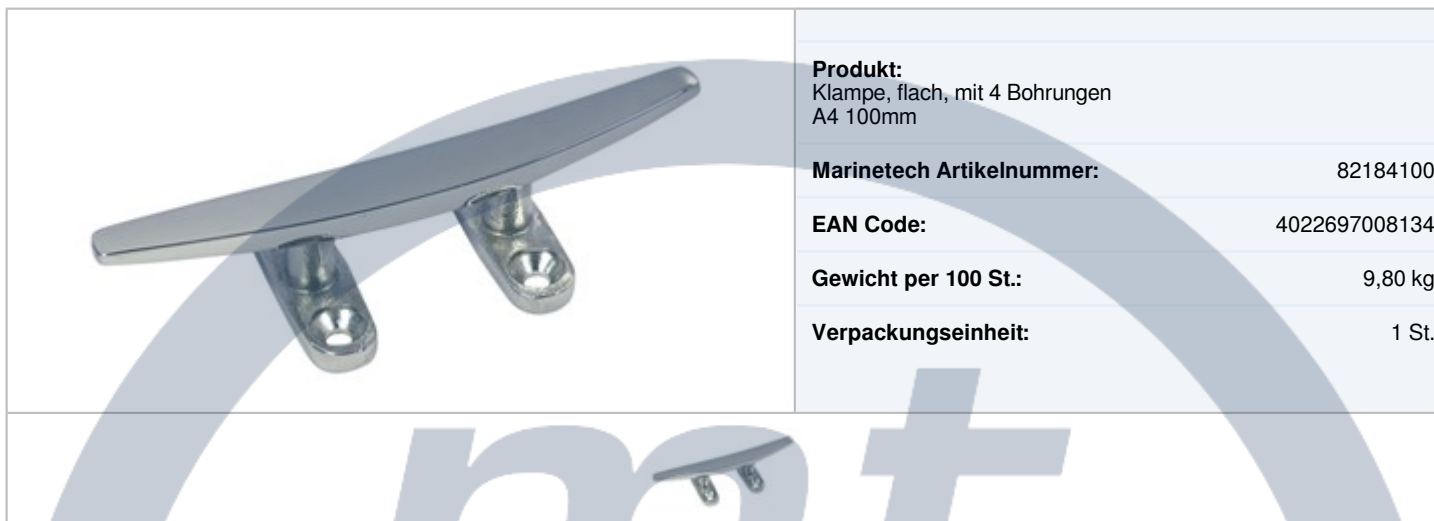 Produkt:
Klampe, flach, mit 4 Bohrungen
A4 100mm
Marinetech Artikelnummer: 82184100
EAN Code: 4022697008134
Gewicht per 100 St.: 9,80 kg
Verpackungseinheit: 1 St.
mt